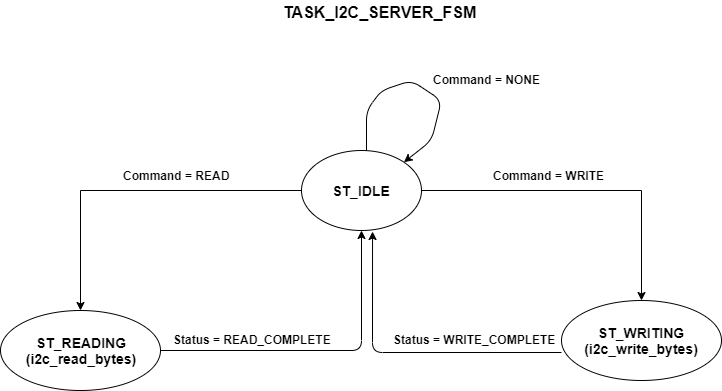 TASK_I2C_SERVER_FSM
Command = NONE
Command = READ
Command = WRITE
ST_IDLE
ST_READING
(i2c_read_bytes)
Status = READ_COMPLETE
Status = WRITE_COMPLETE
ST_WRITING
(i2c_write_bytes)